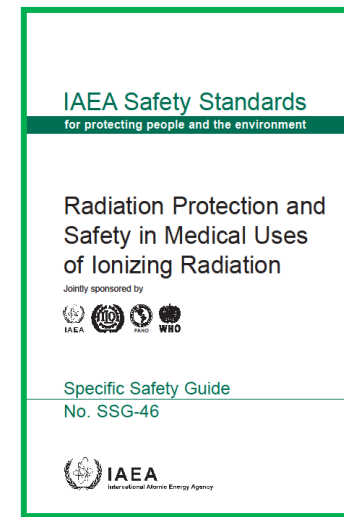 IAEA Safety Standards
for protecting people and the environment
Radiation Protection and
Safety in Medical Uses
of Ionizing Radiation
Jointly sponsored by
IAEA
ILO
PAHO
WHO
Specific Safety Guide
No. SSG-46
IAEA
International Atomic Energy Agency